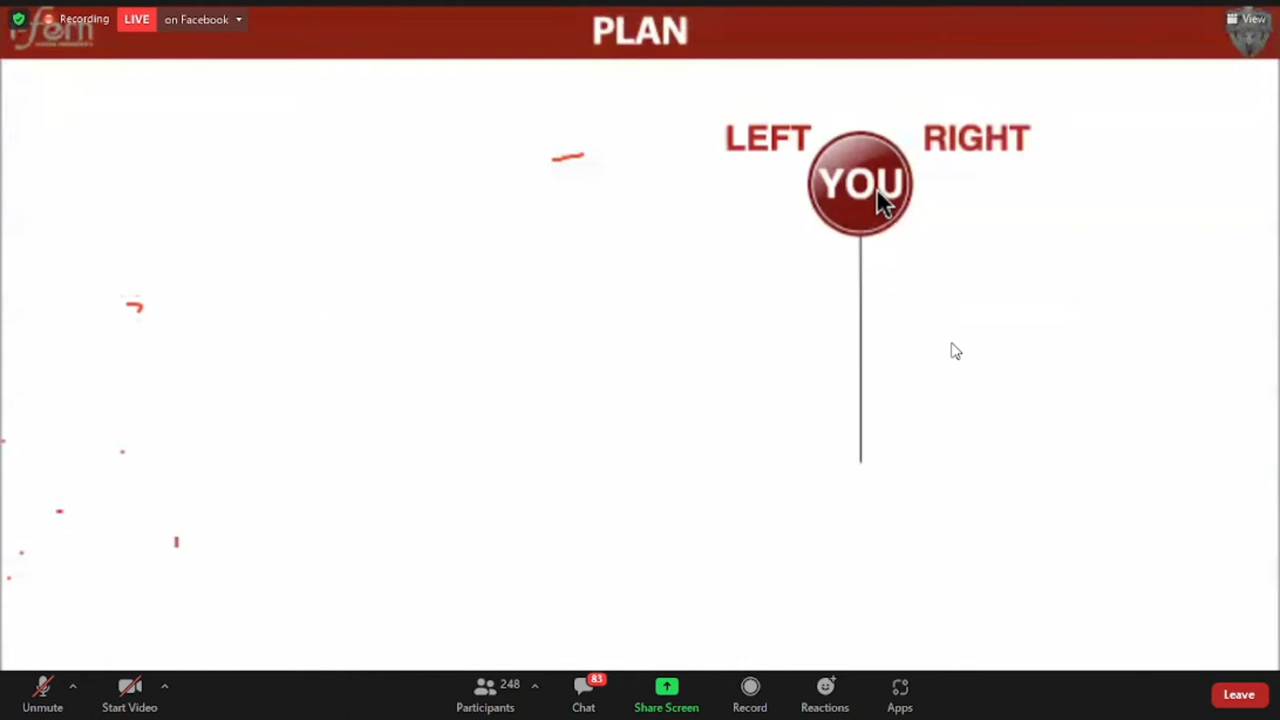 Recording LIVE on Facebook
PLAN
View
LEFT
RIGHT
YOU
248
83
Unmute
Start Video
Participants
Chat
Share Screen
Record
Reactions
Apps
Leave